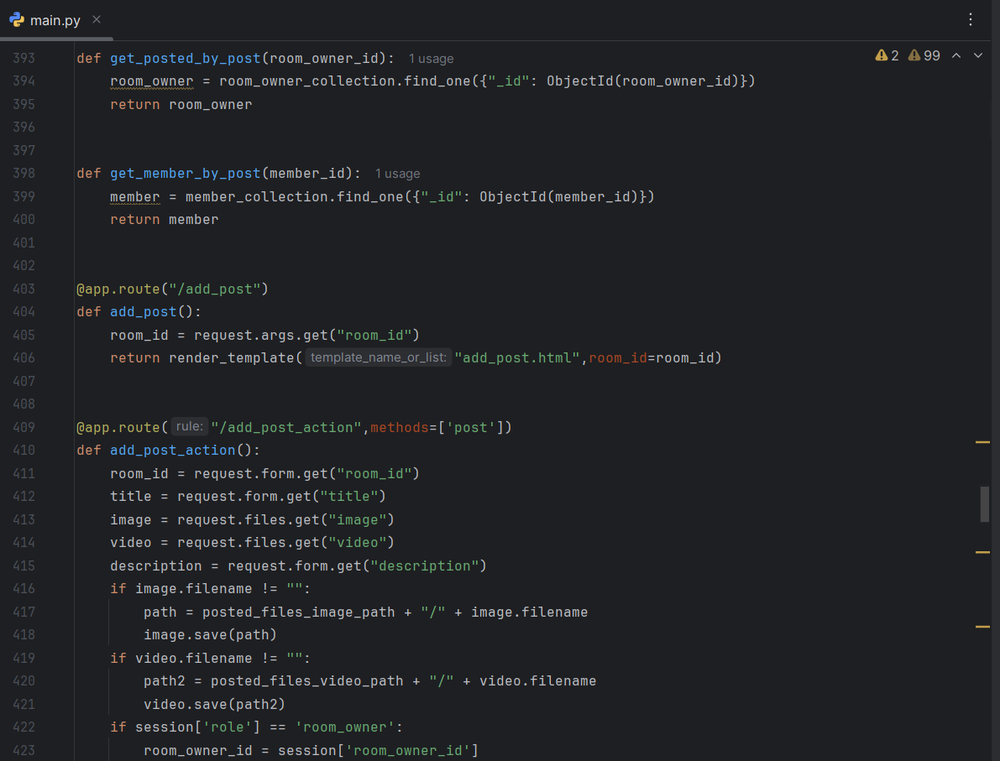 main.py
2 99
393 def get_posted_by_post(room_owner_id): 1 usage
394 room_owner = room_owner_collection.find_one({"_id": ObjectId(room_owner_id)})
395 return room_owner
396
397
398 def get_member_by_post(member_id): 1 usage
399 member = member_collection.find_one({"_id": ObjectId(member_id)})
400 return member
401
402
403 @app.route("/add_post")
404 def add_post():
405 room_id = request.args.get("room_id")
406 return render_template( template_name_or_list: "add_post.html",room_id=room_id)
407
408
409 @app.route( rule: "/add_post_action",methods=['post'])
410 def add_post_action():
411 room_id = request.form.get("room_id")
412 title = request.form.get("title")
413 image = request.files.get("image")
414 video = request.files.get("video")
415 description = request.form.get("description")
416 if image.filename != "":
417 path = posted_files_image_path + "/" + image.filename
418 image.save(path)
419 if video.filename != "":
420 path2 = posted_files_video_path + "/" + video.filename
421 video.save(path2)
422 if session['role'] == 'room_owner':
423 room_owner_id = session['room_owner_id']